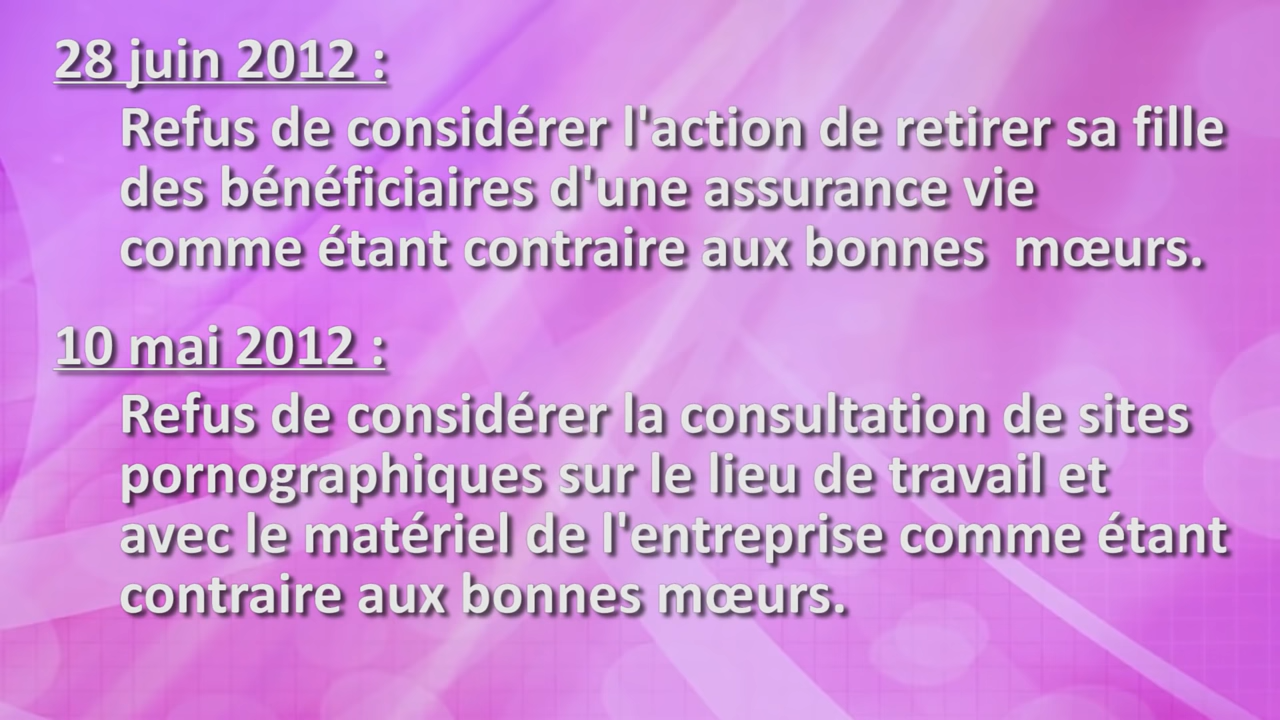 28 juin 2012 :
Refus de considérer l'action de retirer sa fille
des bénéficiaires d'une assurance vie
comme étant contraire aux bonnes  mœurs.
10 mai 2012 :
Refus de considérer la consultation de sites
pornographiques sur le lieu de travail et
avec le matériel de l'entreprise comme étant
contraire aux bonnes mœurs.